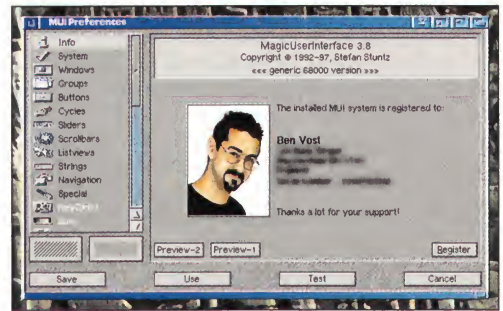 MUI Preferences
Info
System
Windows
Groups
Buttons
Cycles
Sliders
Scrollbars
Listviews
Strings
Navigation
Special
MagicUserInterface 3.8
Copyright © 1992-97, Stefan Stuntz
««« generic 68000 version »»»
The installed MUI system is registered to:
Ben Vost
Thanks a lot for your support!
Preview-2
Preview-1
Register
Save
Use
Test
Cancel